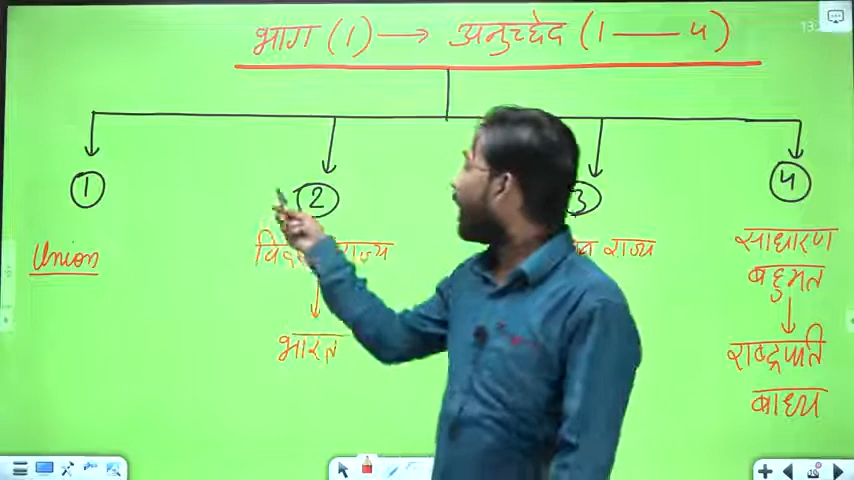 भाग (1) → अनुच्छेद (1 — 4)
1
2
3
4
Union
राज्य
भारत
राज्य
साधारण
बहुमत
राष्ट्रपति
बाध्य